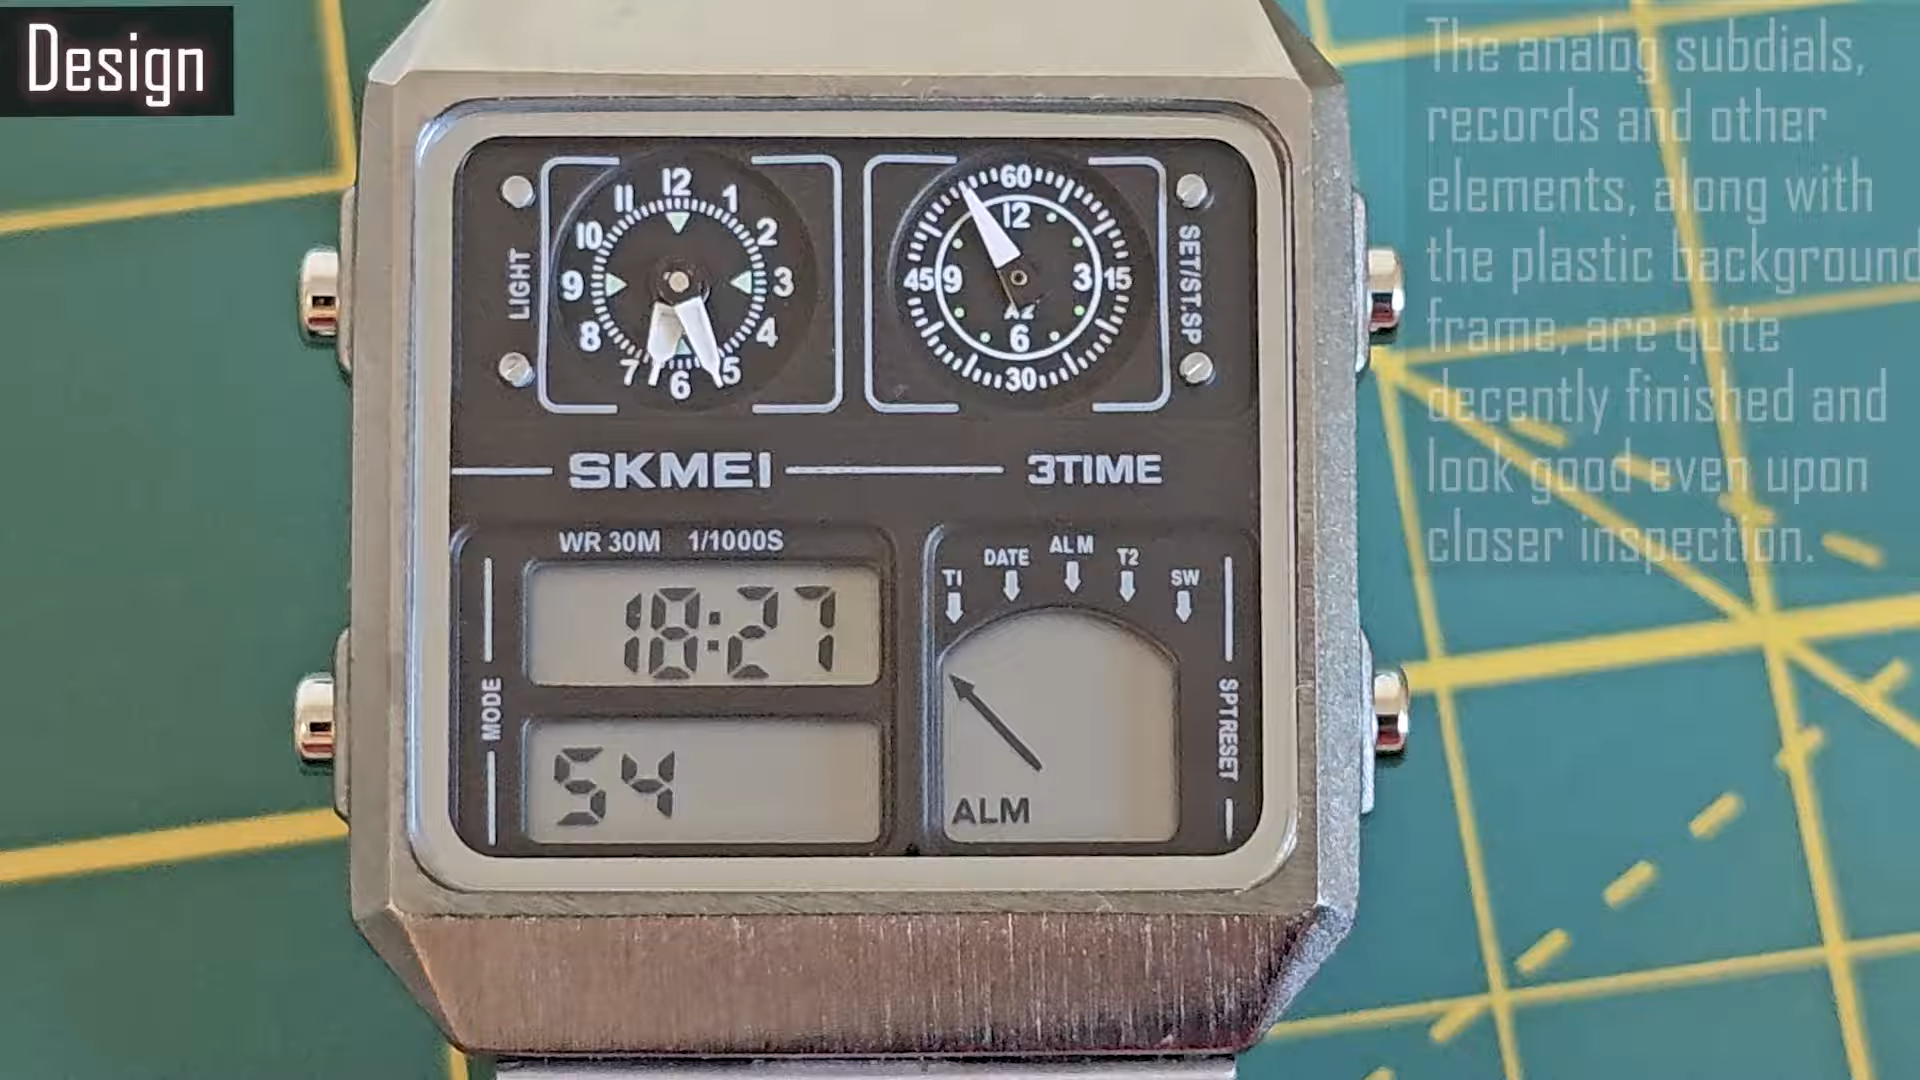 Design
The analog subdials,
records and other
elements, along with
the plastic background
frame, are quite
decently finished and
look good even upon
closer inspection.
LIGHT
12
1
2
3
4
5
6
7
8
9
10
11
60
15
30
45
12
3
6
9
SET/ST.SP
SKMEI
3TIME
WR 30M 1/1000S
MODE
18:27
54
T1 DATE ALM T2 SW
ALM
SPTRESET